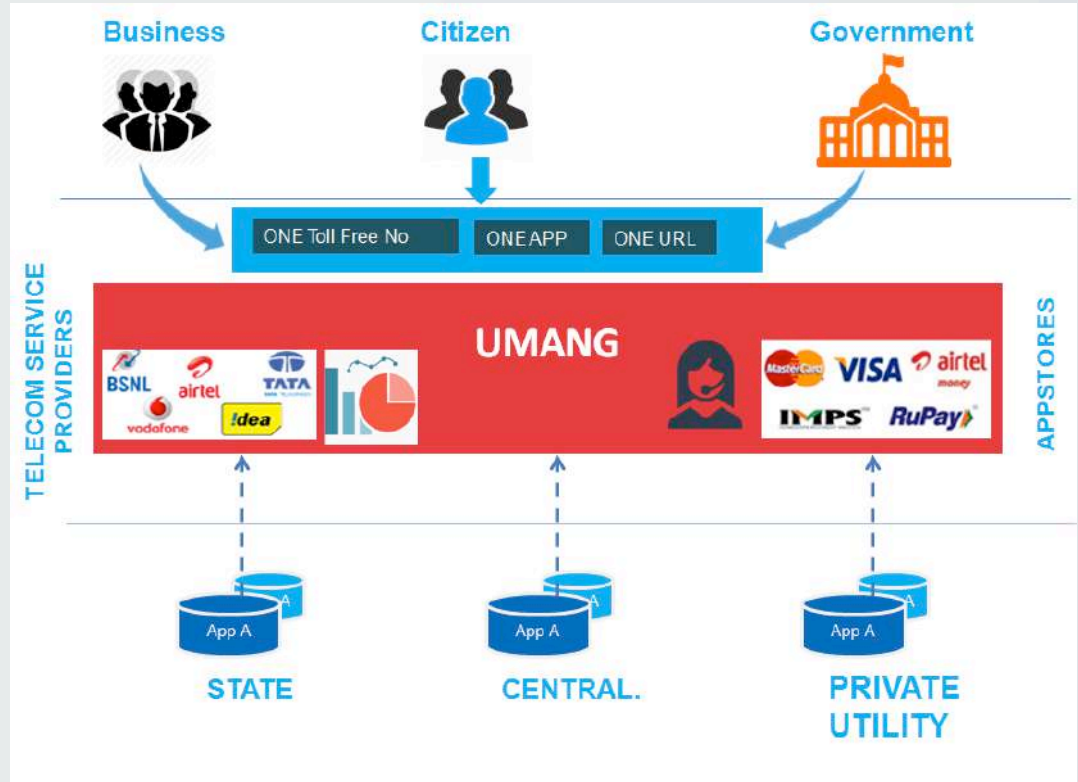 Business
Citizen
Government
ONE Toll Free No
ONE APP
ONE URL
TELECOM SERVICE
PROVIDERS
UMANG
BSNL
airtel
TATA
vodafone
!dea
MasterCard
VISA
airtel
money
IMPS
RuPay
APPSTORES
A
App A
A
App A
A
App A
STATE
CENTRAL.
PRIVATE
UTILITY